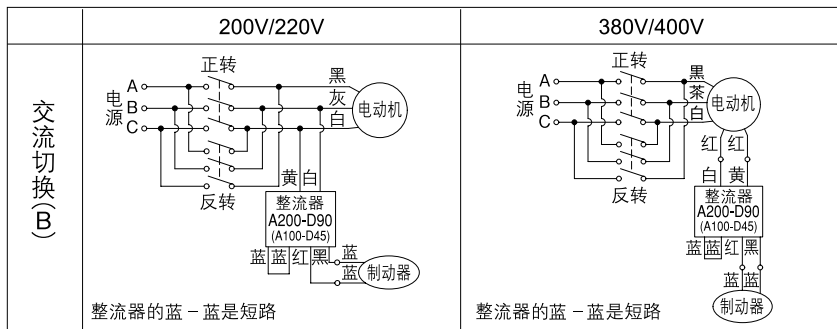 200V/220V
380V/400V
交流切换(B)
正转
A
B
C
电源
黑
灰
白
电动机
反转
黄 白
整流器
A200-D90
(A100-D45)
蓝 蓝 红 黑
蓝
蓝
制动器
整流器的蓝－蓝是短路
正转
A
B
C
电源
黑
茶
白
电动机
红 红
反转
白 黄
整流器
A200-D90
(A100-D45)
蓝 蓝 红 黑
蓝 蓝
制动器
整流器的蓝－蓝是短路